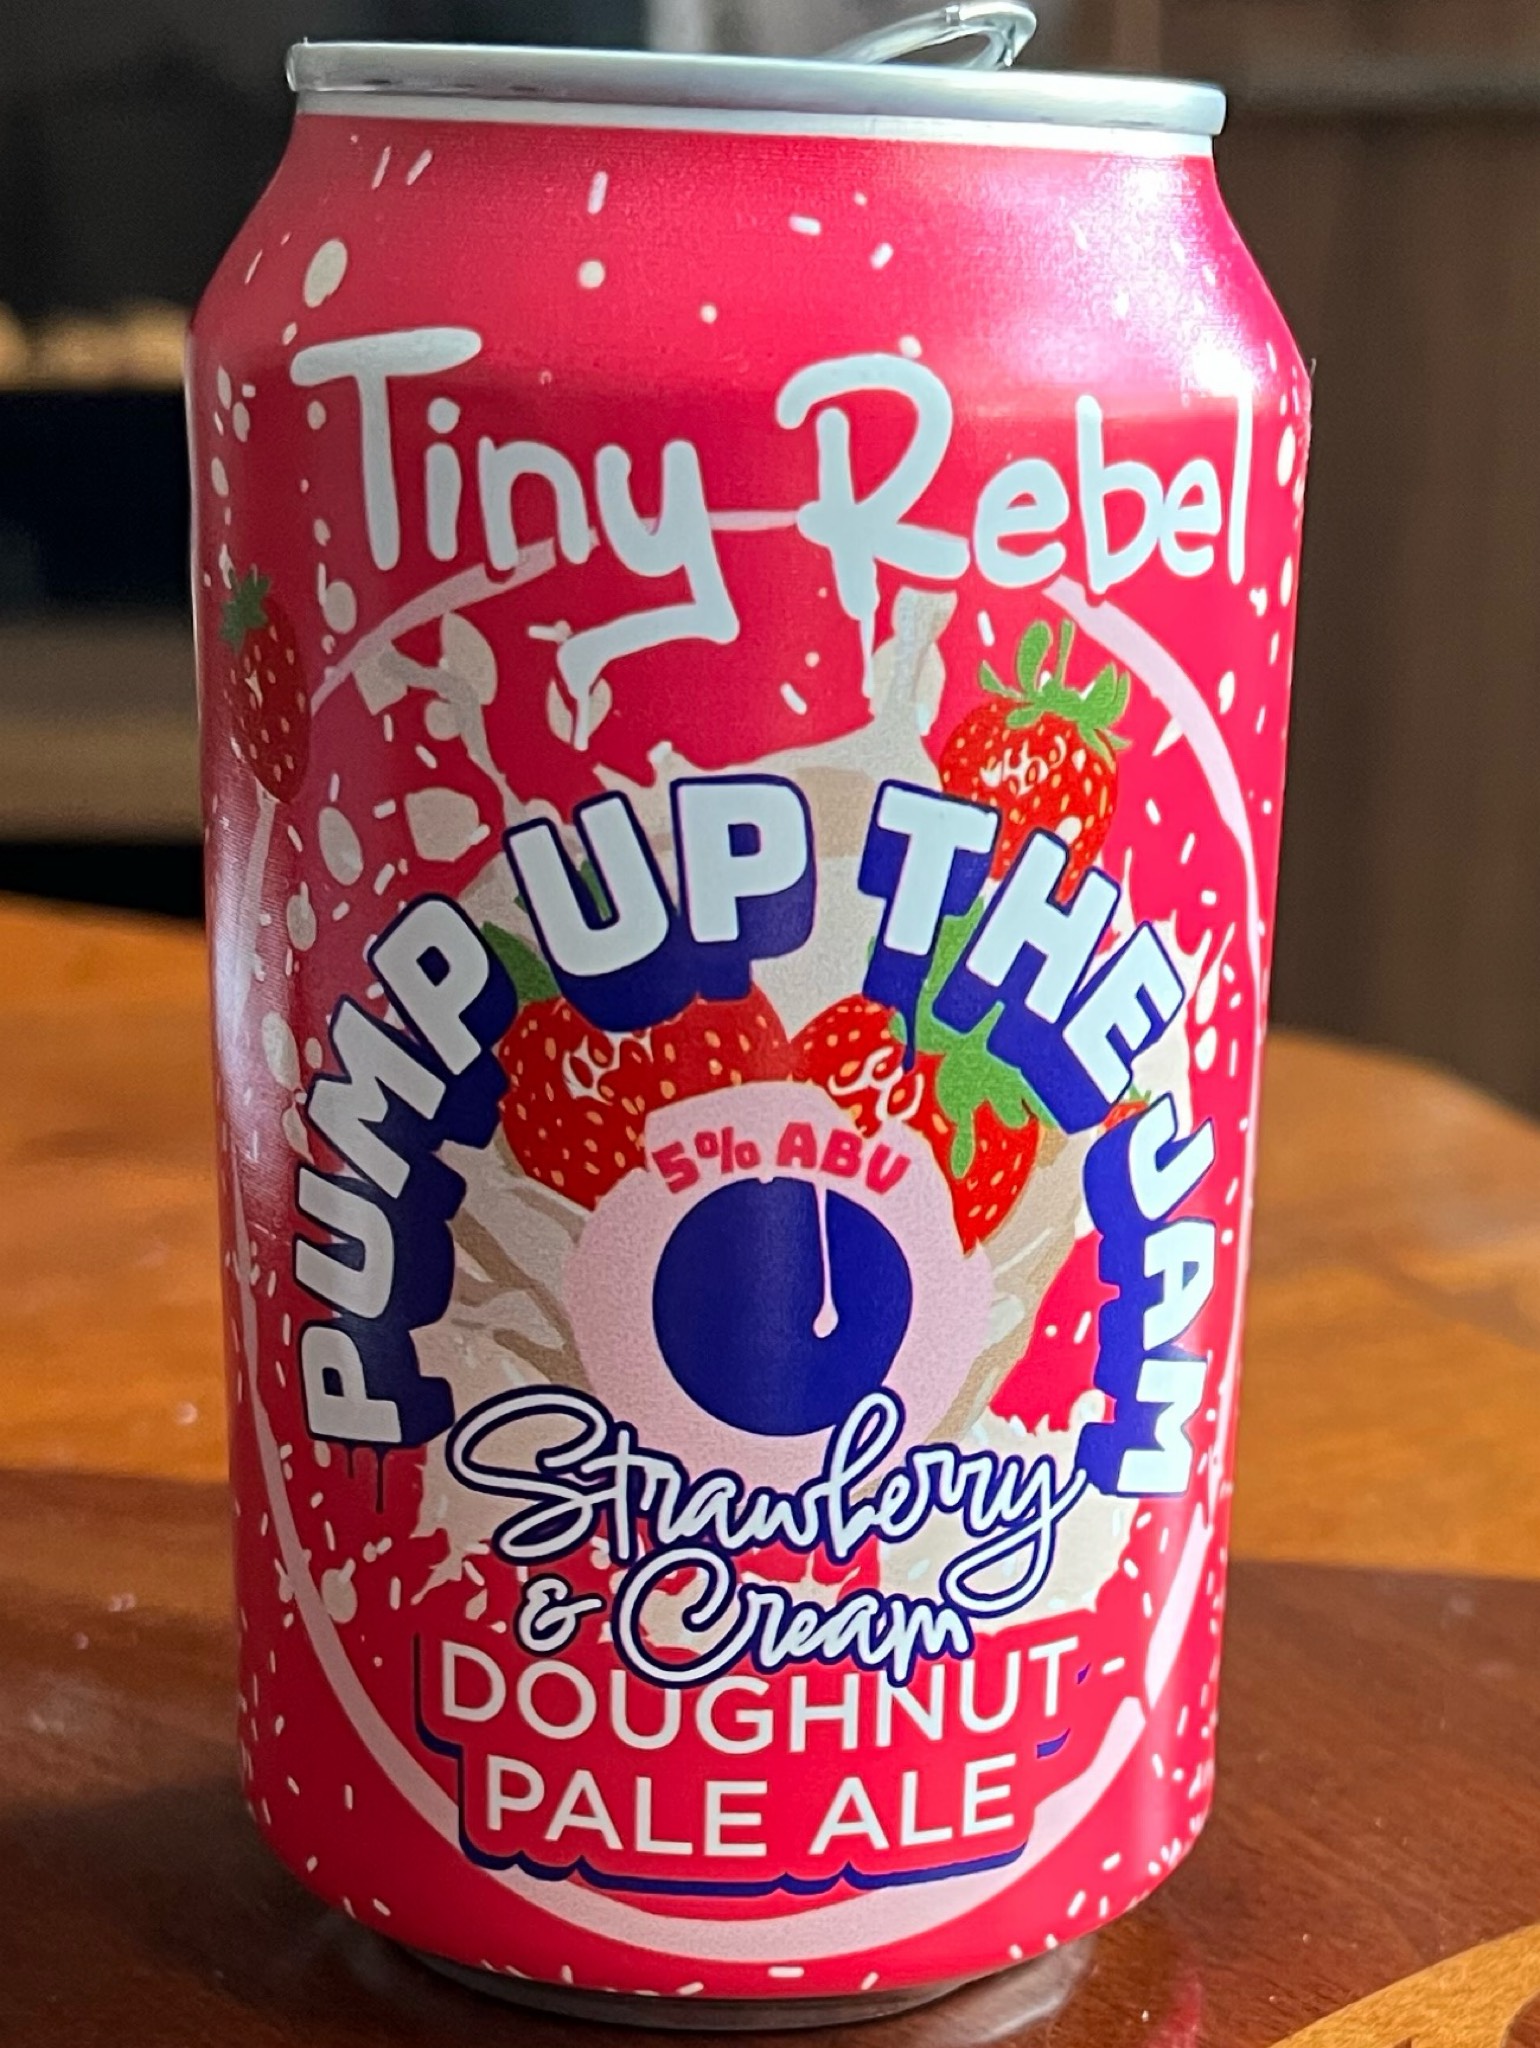 Tiny Rebel
PUMP UP THE JAM
5% ABV
Strawberry
& Cream
DOUGHNUT
PALE ALE